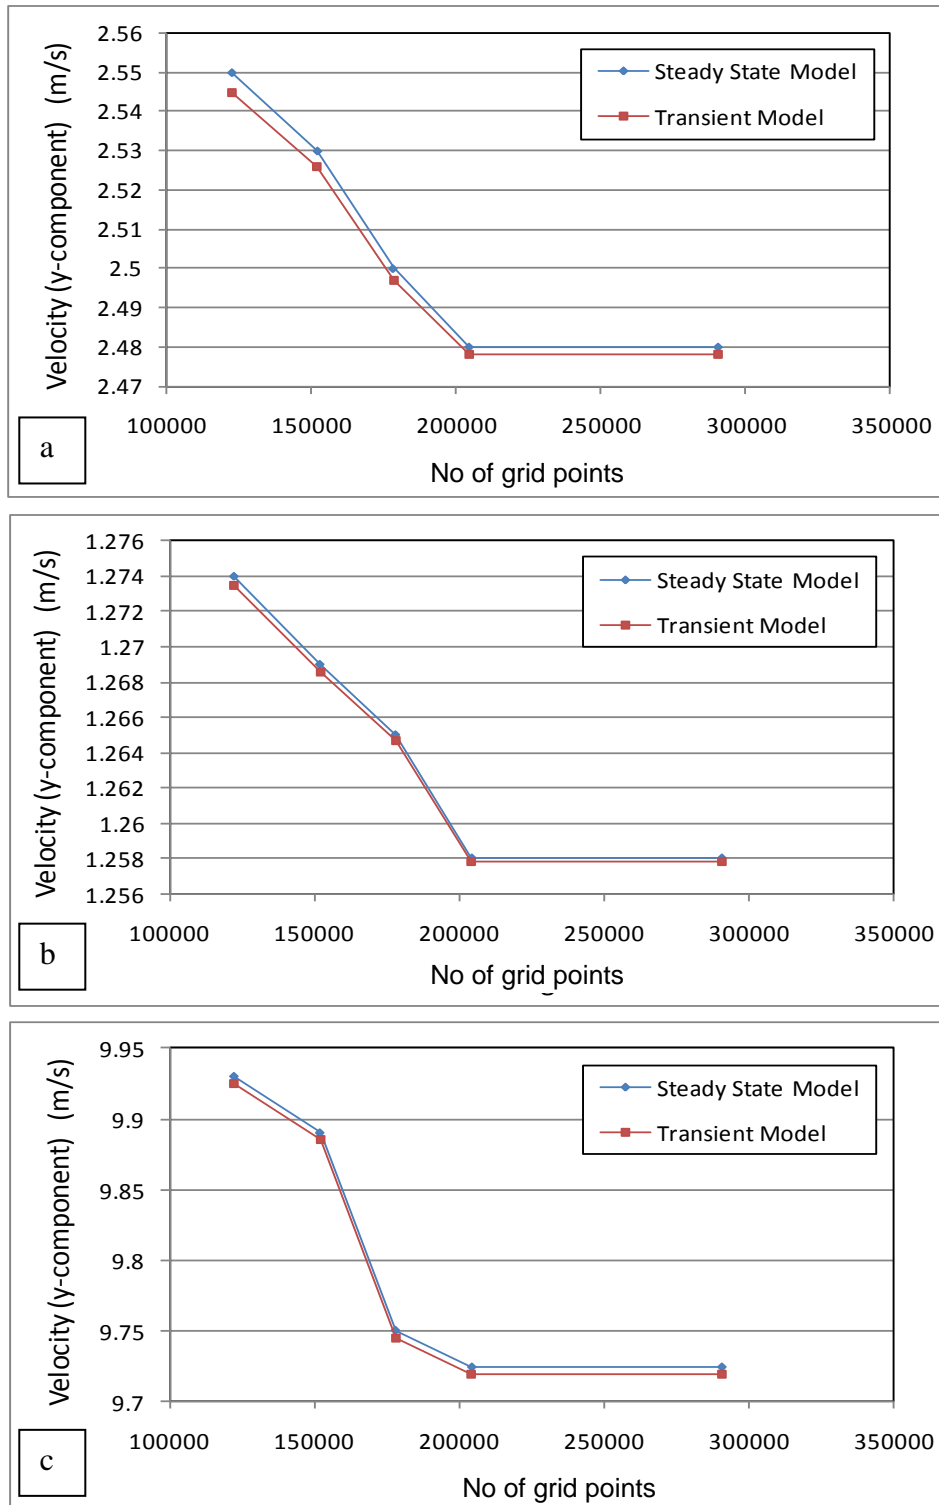 2.56
2.55
2.54
2.53
2.52
2.51
2.5
2.49
2.48
2.47
Velocity (y-component) (m/s)
Steady State Model
Transient Model
100000 150000 200000 250000 300000 350000
No of grid points
a
1.276
1.274
1.272
1.27
1.268
1.266
1.264
1.262
1.26
1.258
1.256
Velocity (y-component) (m/s)
Steady State Model
Transient Model
100000 150000 200000 250000 300000 350000
No of grid points
b
9.95
9.9
9.85
9.8
9.75
9.7
Velocity (y-component) (m/s)
Steady State Model
Transient Model
100000 150000 200000 250000 300000 350000
No of grid points
c